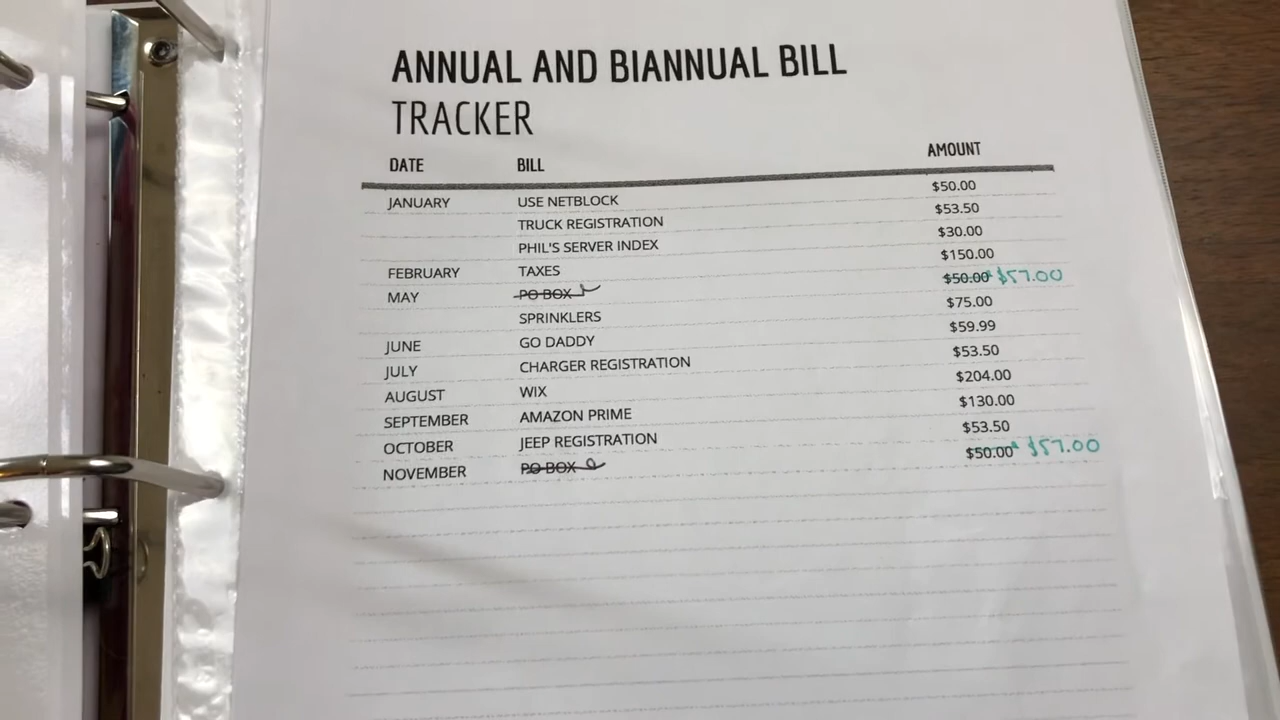 ANNUAL AND BIANNUAL BILL
TRACKER
DATE BILL AMOUNT
JANUARY USE NETBLOCK $50.00
TRUCK REGISTRATION $53.50
PHIL'S SERVER INDEX $30.00
FEBRUARY TAXES $150.00
MAY PO BOX $50.00 $57.00
SPRINKLERS $75.00
JUNE GO DADDY $59.99
JULY CHARGER REGISTRATION $53.50
AUGUST WIX $204.00
SEPTEMBER AMAZON PRIME $130.00
OCTOBER JEEP REGISTRATION $53.50
NOVEMBER PO BOX $50.00 $57.00